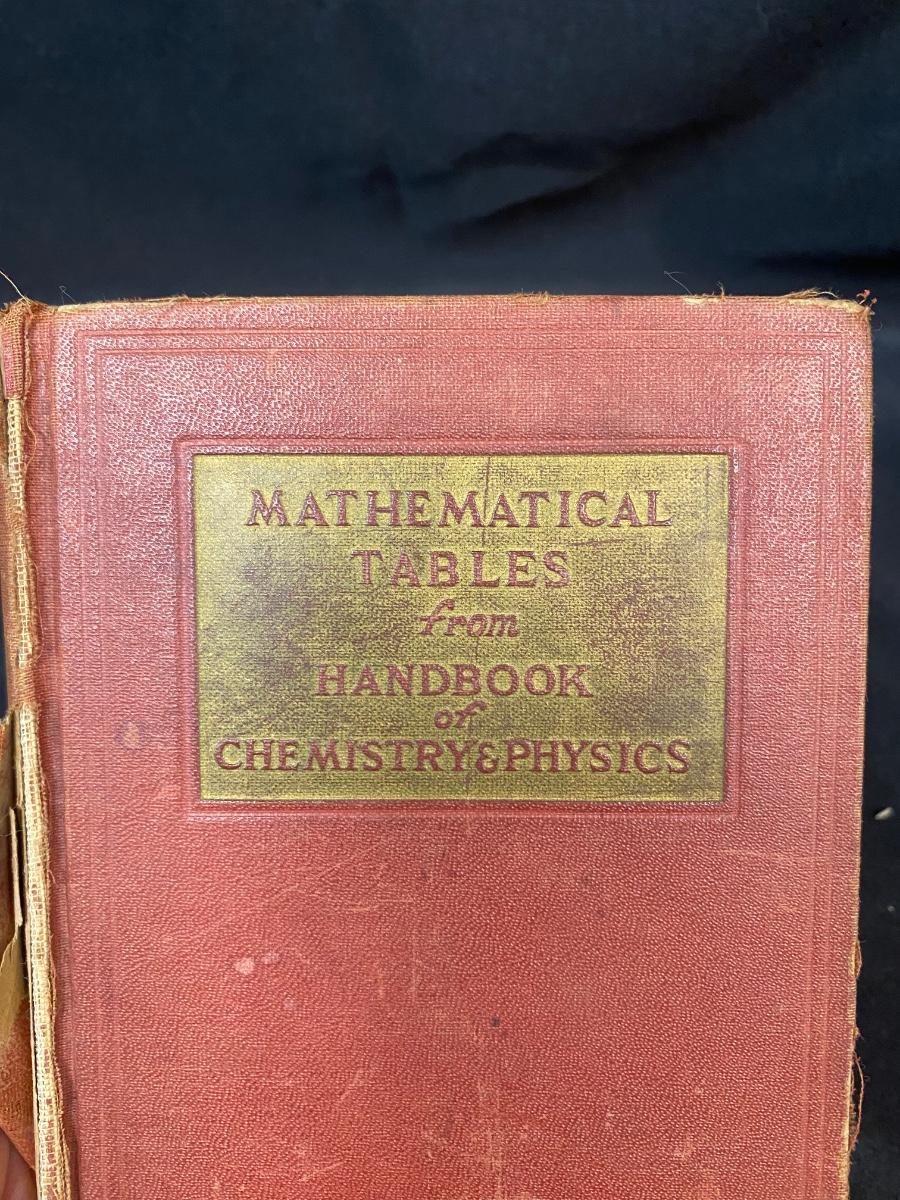 MATHEMATICAL
TABLES
from
HANDBOOK
of
CHEMISTRY&PHYSICS